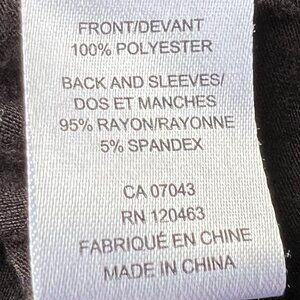 FRONT/DEVANT
100% POLYESTER
BACK AND SLEEVES/
DOS ET MANCHES
95% RAYON/RAYONNE
5% SPANDEX
CA 07043
RN 120463
FABRIQUÉ EN CHINE
MADE IN CHINA